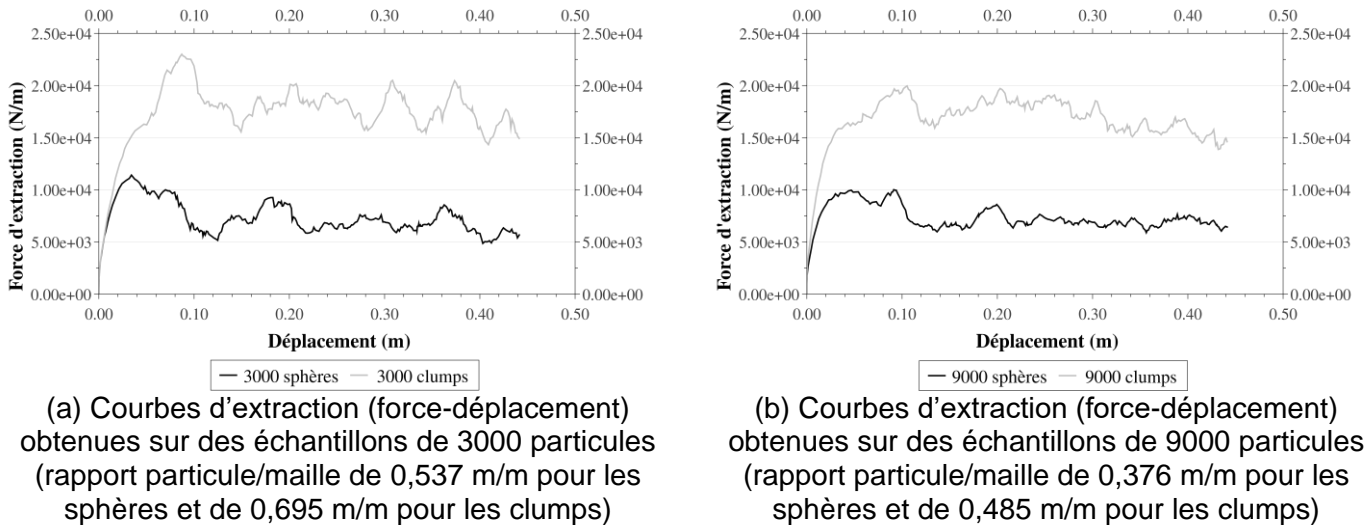 0.00 0.10 0.20 0.30 0.40 0.50
2.50e+04 2.50e+04
2.00e+04 2.00e+04
1.50e+04 1.50e+04
1.00e+04 1.00e+04
5.00e+03 5.00e+03
0.00e+00 0.00e+00
Force d'extraction (N/m)
0.00 0.10 0.20 0.30 0.40 0.50
Déplacement (m)
3000 sphères 3000 clumps
(a) Courbes d’extraction (force-déplacement)
obtenues sur des échantillons de 3000 particules
(rapport particule/maille de 0,537 m/m pour les
sphères et de 0,695 m/m pour les clumps)
0.00 0.10 0.20 0.30 0.40 0.50
2.50e+04 2.50e+04
2.00e+04 2.00e+04
1.50e+04 1.50e+04
1.00e+04 1.00e+04
5.00e+03 5.00e+03
0.00e+00 0.00e+00
Force d'extraction (N/m)
0.00 0.10 0.20 0.30 0.40 0.50
Déplacement (m)
9000 sphères 9000 clumps
(b) Courbes d’extraction (force-déplacement)
obtenues sur des échantillons de 9000 particules
(rapport particule/maille de 0,376 m/m pour les
sphères et de 0,485 m/m pour les clumps)